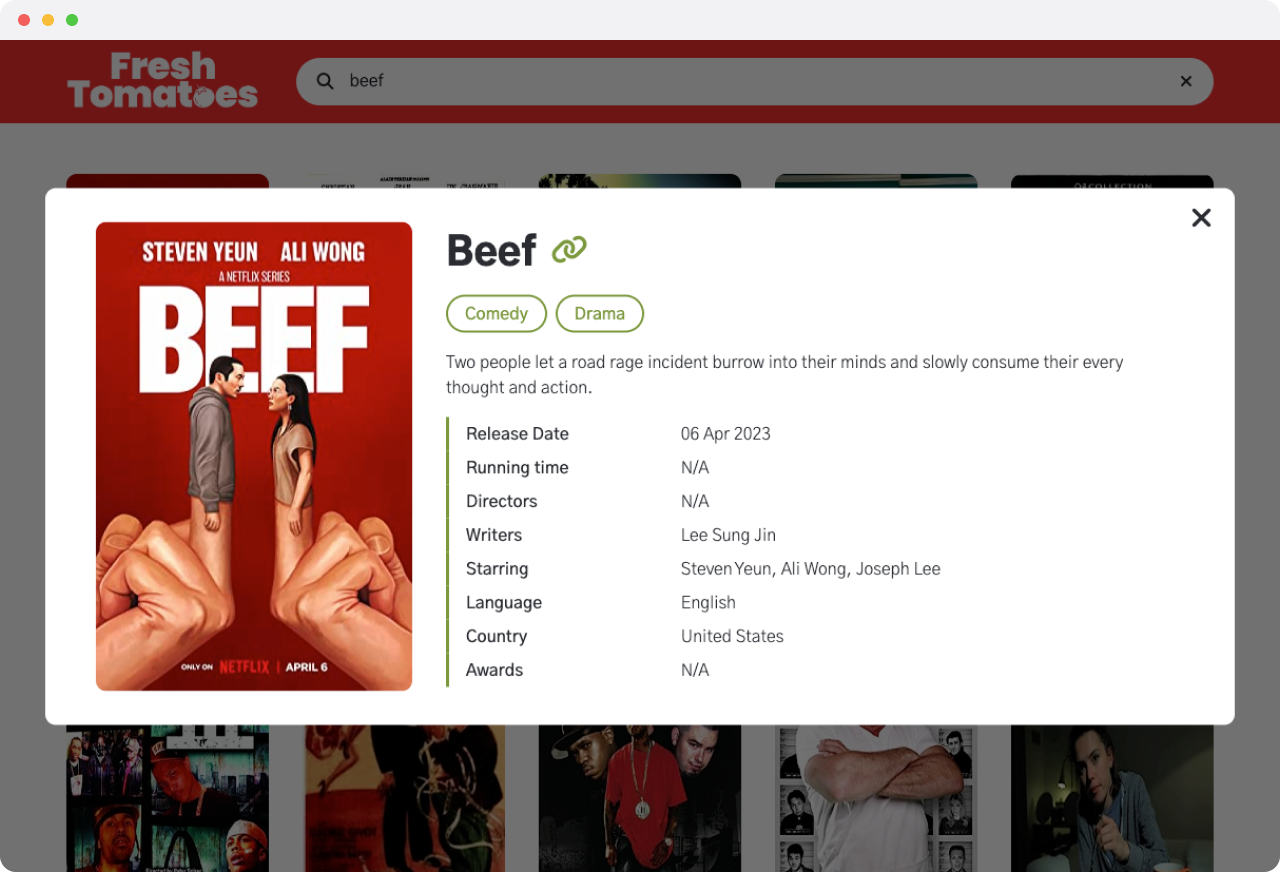 Fresh
Tomatoes
beef
COLLECTION
STEVEN YEUN ALI WONG
A NETFLIX SERIES
BEEF
ONLY ON NETFLIX | APRIL 6
Beef
Comedy
Drama
Two people let a road rage incident burrow into their minds and slowly consume their every
thought and action.
Release Date 06 Apr 2023
Running time N/A
Directors N/A
Writers Lee Sung Jin
Starring Steven Yeun, Ali Wong, Joseph Lee
Language English
Country United States
Awards N/A